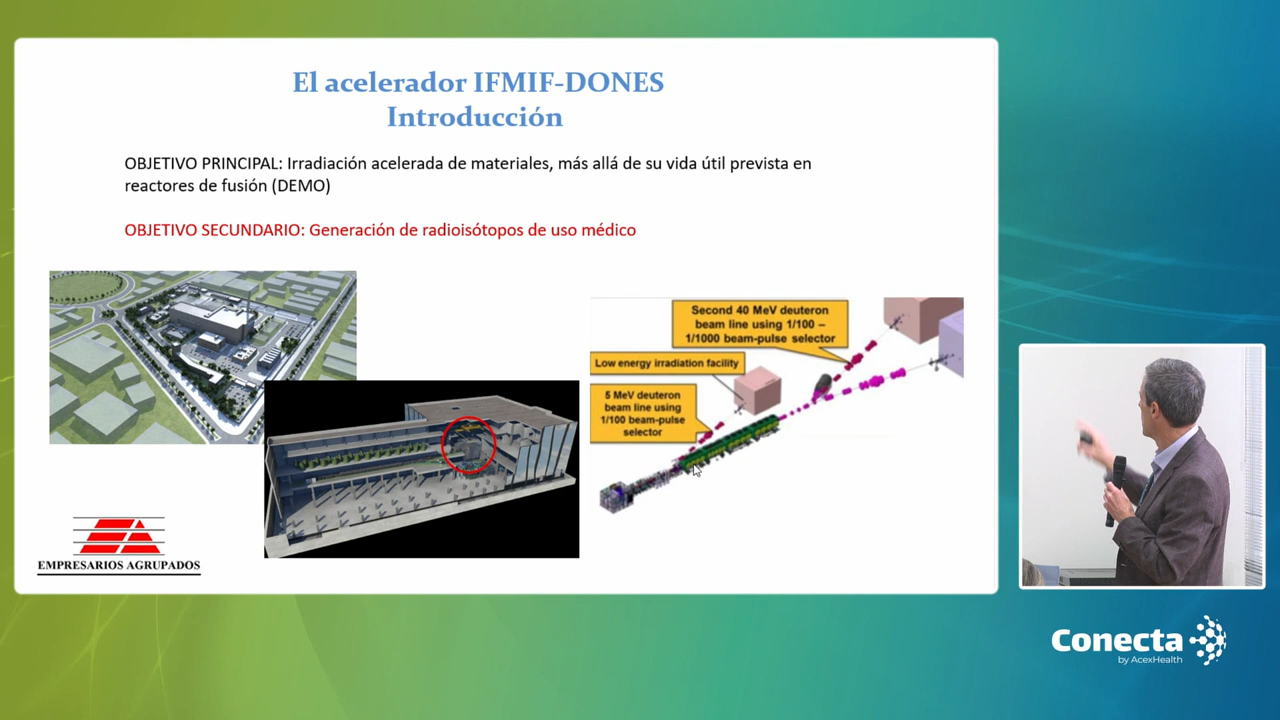 El acelerador IFMIF-DONES
Introducción
OBJETIVO PRINCIPAL: Irradiación acelerada de materiales, más allá de su vida útil prevista en
reactores de fusión (DEMO)
OBJETIVO SECUNDARIO: Generación de radioisótopos de uso médico
Second 40 MeV deuteron
beam line using 1/100 –
1/1000 beam-pulse selector
Low energy irradiation facility
5 MeV deuteron
beam line using
1/100 beam-pulse
selector
EMPRESARIOS AGRUPADOS
Conecta
by AcexHealth